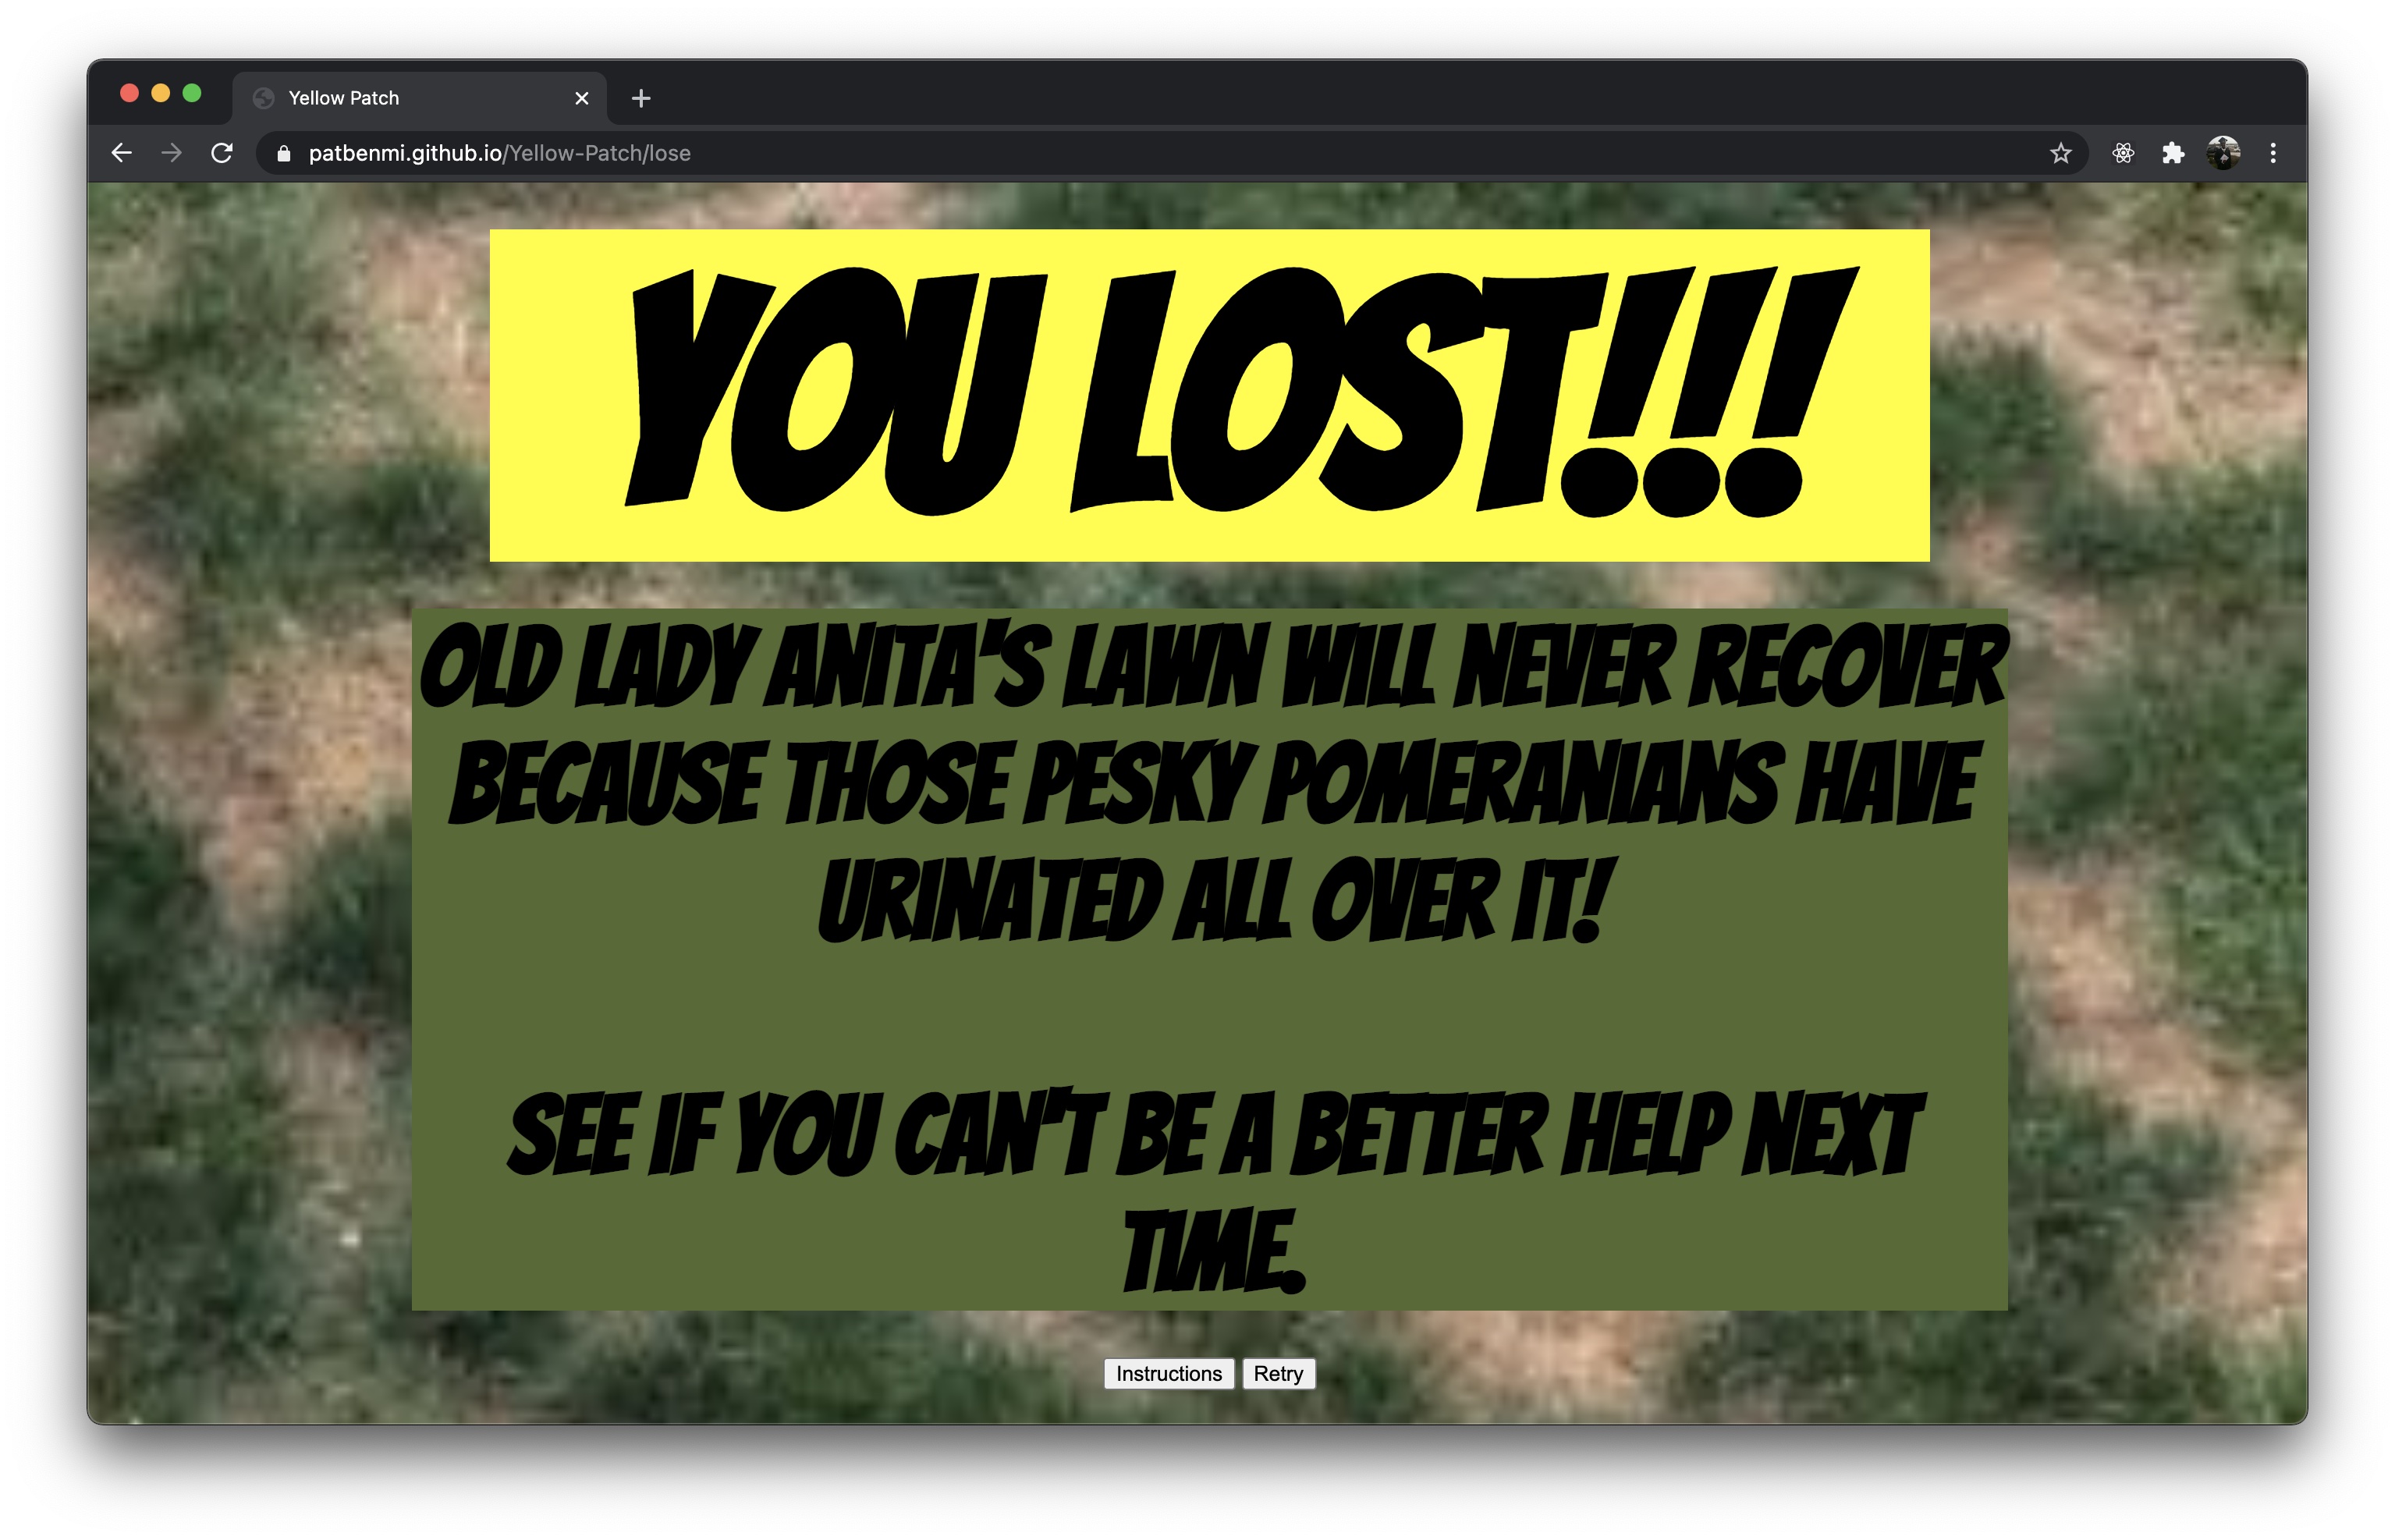 Yellow Patch
patbenmi.github.io/Yellow-Patch/lose
YOU LOST!!!
OLD LADY ANITA'S LAWN WILL NEVER RECOVER
BECAUSE THOSE PESKY POMERANIANS HAVE
URINATED ALL OVER IT!
SEE IF YOU CAN'T BE A BETTER HELP NEXT
TIME.
Instructions Retry